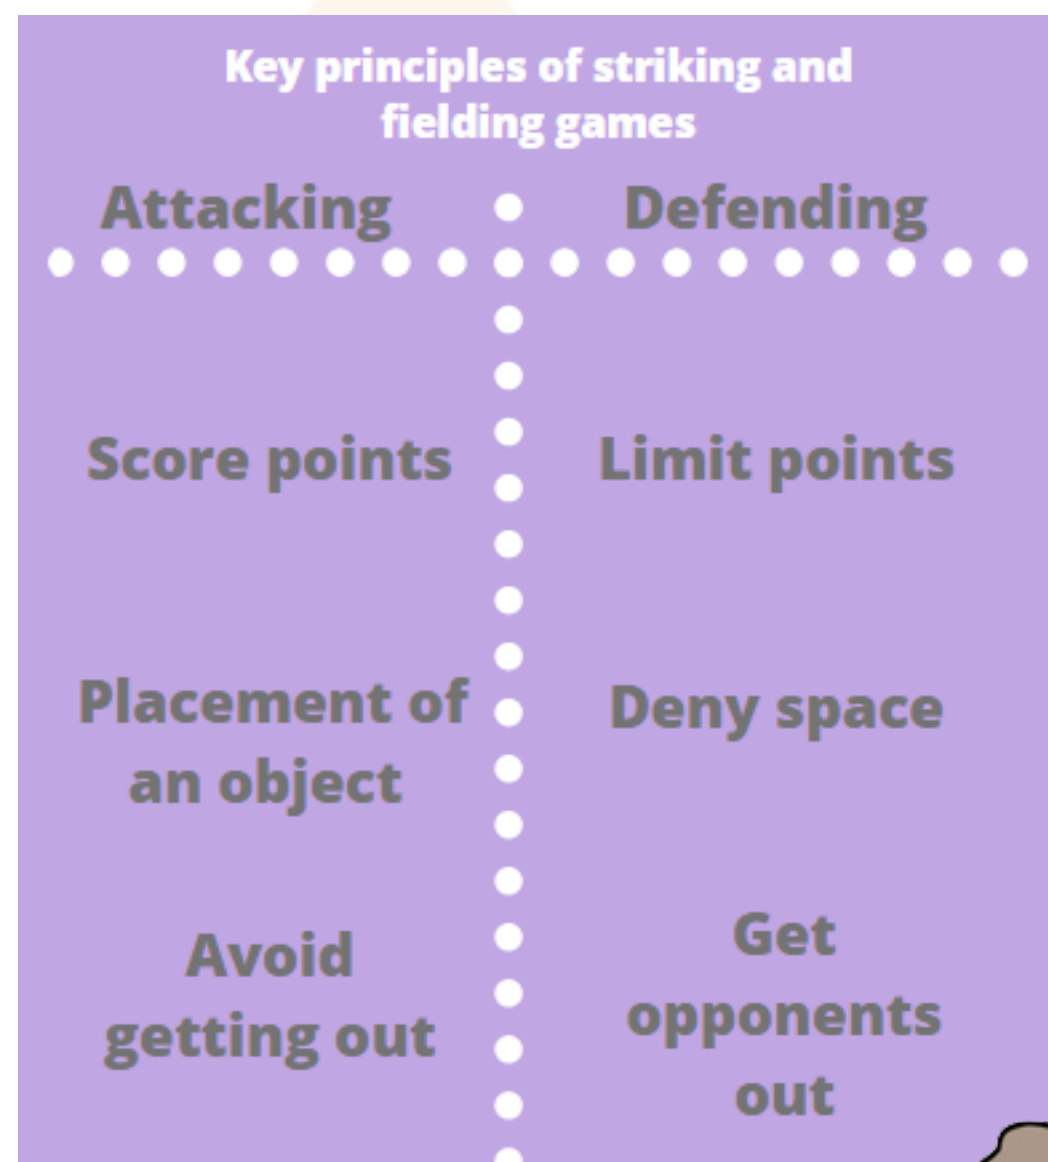 Key principles of striking and
fielding games
Attacking
Defending
Score points
Limit points
Placement of
an object
Deny space
Avoid
getting out
Get
opponents
out